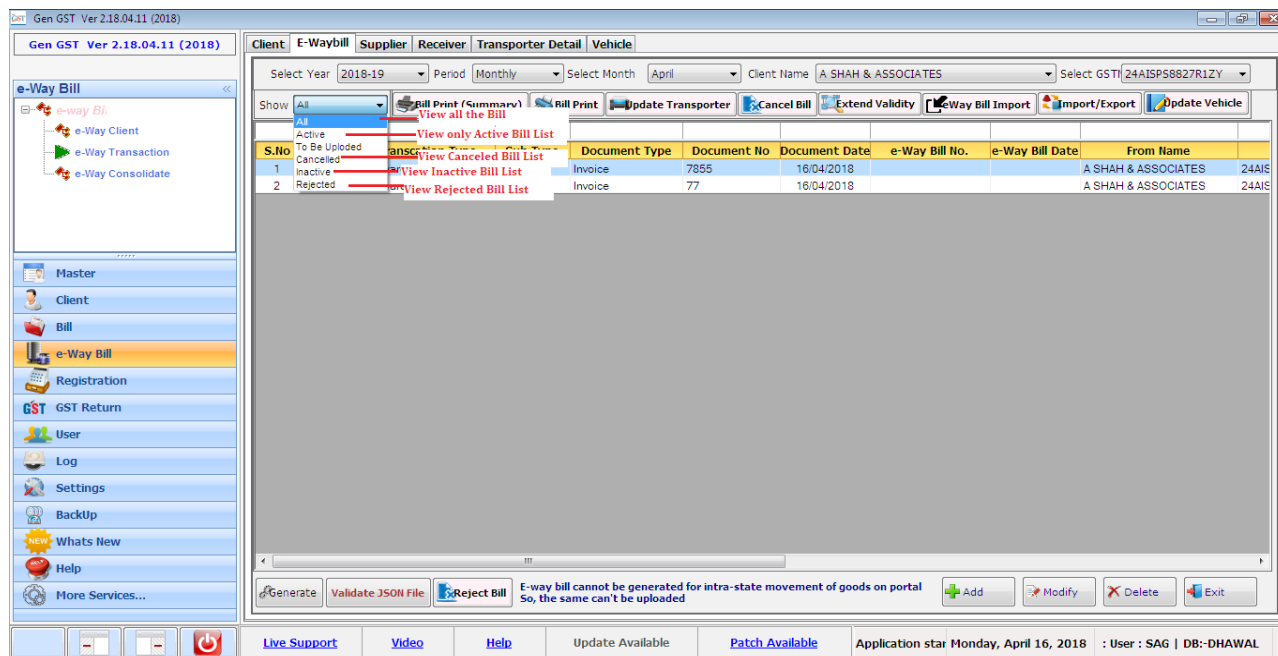 GST Gen GST Ver 2.18.04.11 (2018)
Gen GST Ver 2.18.04.11 (2018)
Client E-Waybill Supplier Receiver Transporter Detail Vehicle
Select Year 2018-19 Period Monthly Select Month April Client Name A SHAH & ASSOCIATES Select GSTI 24AISPS8827R1ZY
e-Way Bill «
e-way Bi
e-Way Client
e-Way Transaction
e-Way Consolidate
Show All Bill Print (Summary) Bill Print Update Transporter Cancel Bill Extend Validity eWay Bill Import Import/Export Update Vehicle
All View all the Bill
Active View only Active Bill List
To Be Uploded
Cancelled View Canceled Bill List
Inactive View Inactive Bill List
Rejected View Rejected Bill List
S.No Document Type Document No Document Date e-Way Bill No. e-Way Bill Date From Name
1 Invoice 7855 16/04/2018 A SHAH & ASSOCIATES 24AIS
2 Invoice 77 16/04/2018 A SHAH & ASSOCIATES 24AIS
Master
Client
Bill
e-Way Bill
Registration
GST GST Return
User
Log
Settings
BackUp
NEW Whats New
Help
More Services...
Generate Validate JSON File Reject Bill
E-way bill cannot be generated for intra-state movement of goods on portal
So, the same can't be uploaded
Add Modify Delete Exit
Live Support Video Help Update Available Patch Available Application star Monday, April 16, 2018 : User : SAG | DB:-DHAWAL